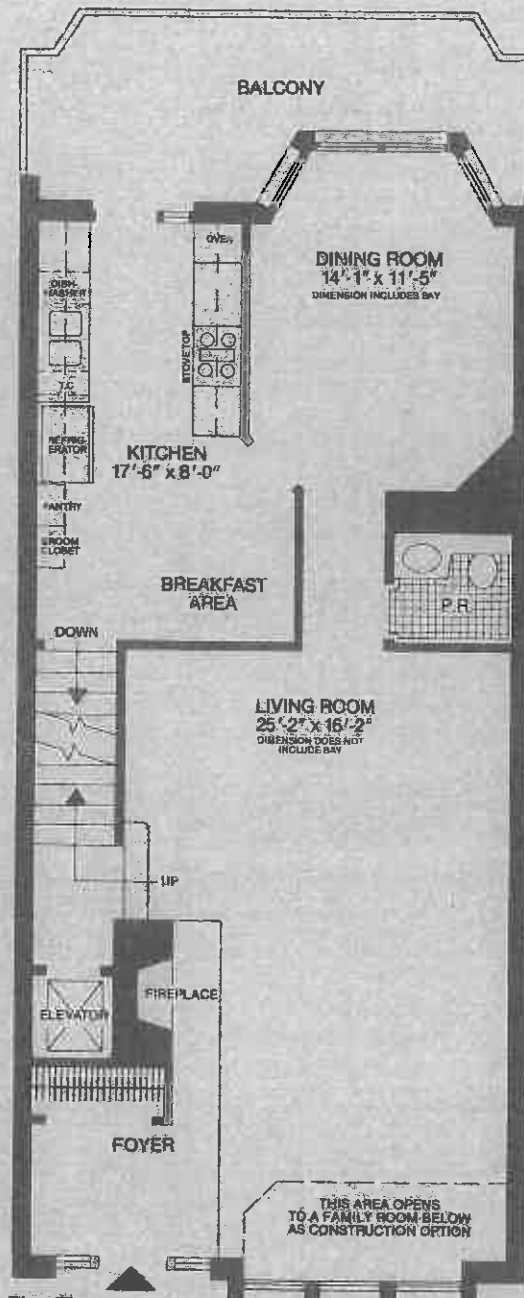 BALCONY
OVEN
DINING ROOM
14'-1" x 11'-5"
DIMENSION INCLUDES BAY
DISH-
WASHER
STOVE TOP
T.C.
REFRIG-
ERATOR
KITCHEN
17'-6" x 8'-0"
PANTRY
BROOM
CLOSET
BREAKFAST
AREA
P.R.
DOWN
LIVING ROOM
25'-2" x 16'-2"
DIMENSION DOES NOT
INCLUDE BAY
UP
FIREPLACE
ELEVATOR
FOYER
THIS AREA OPENS
TO A FAMILY ROOM BELOW
AS CONSTRUCTION OPTION